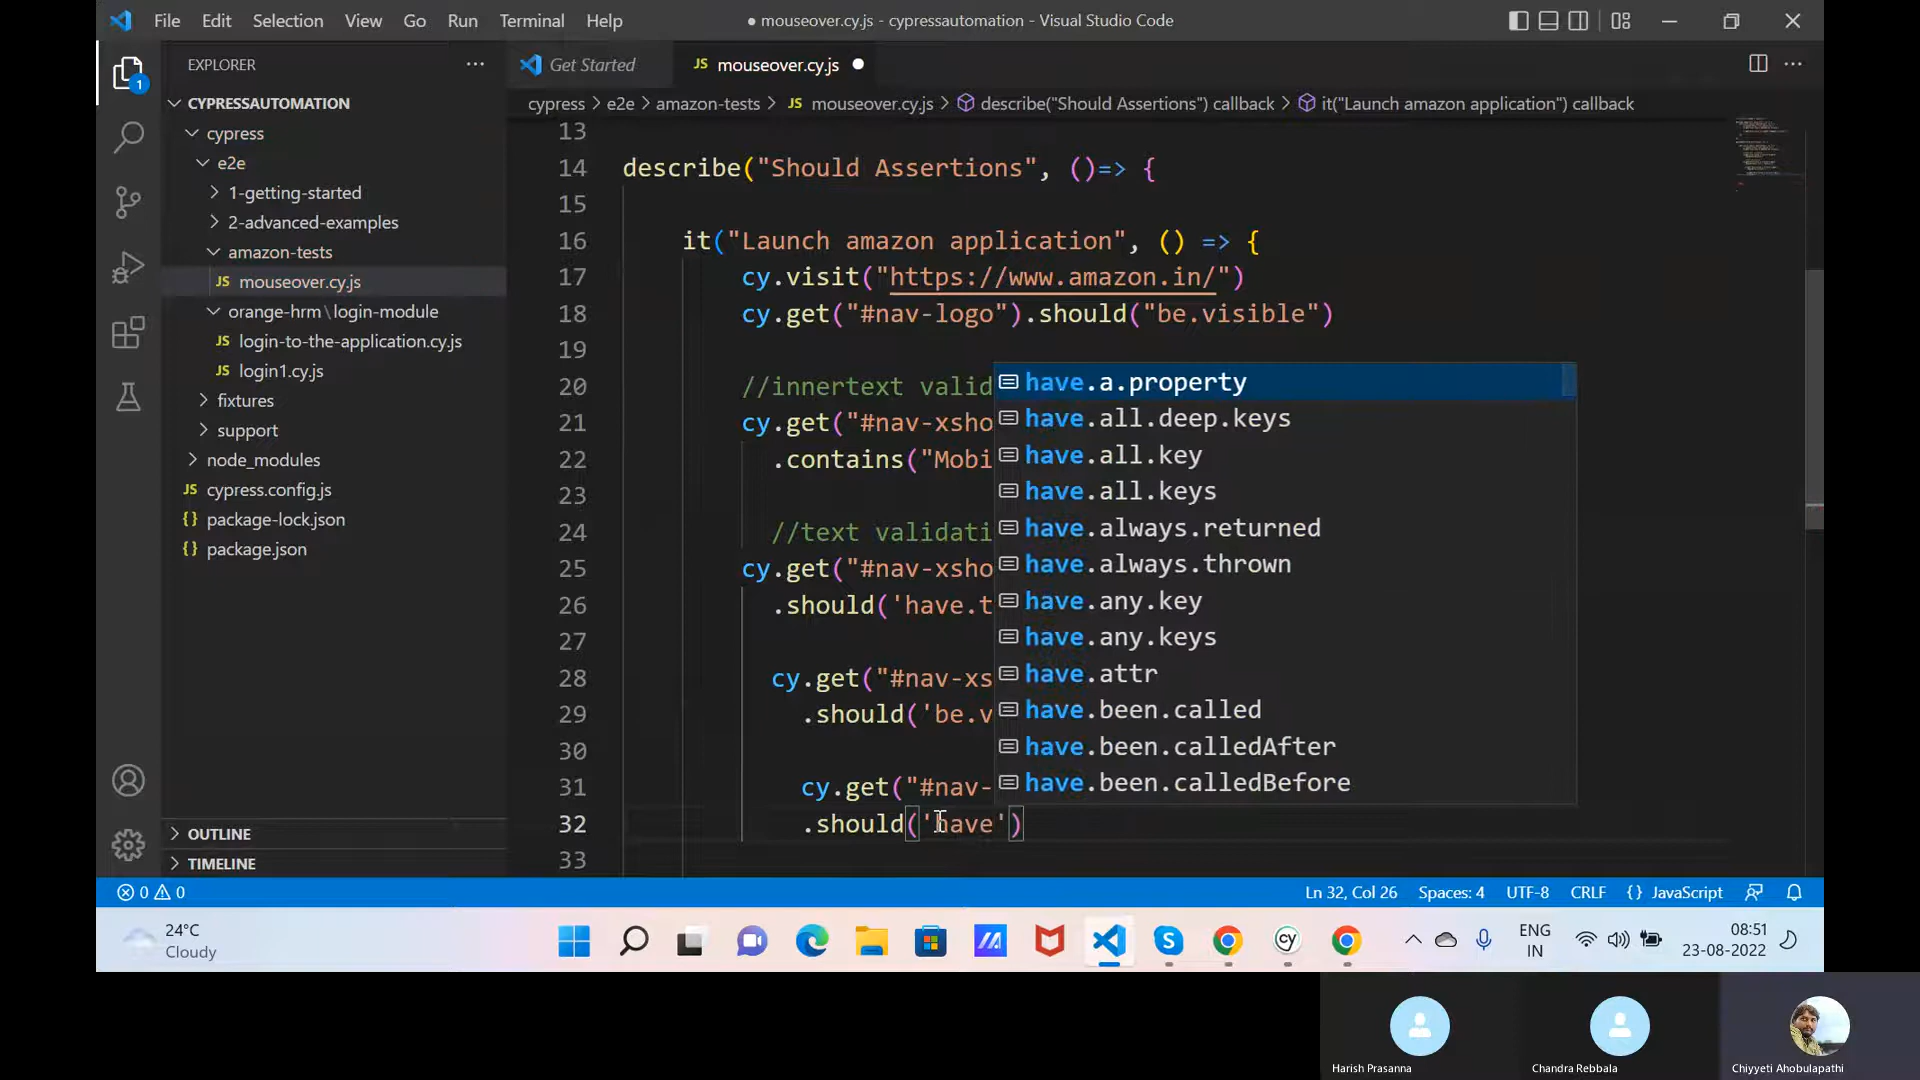 File Edit Selection View Go Run Terminal Help
● mouseover.cy.js - cypressautomation - Visual Studio Code
EXPLORER
Get Started
JS mouseover.cy.js
cypress > e2e > amazon-tests > JS mouseover.cy.js > describe("Should Assertions") callback > it("Launch amazon application") callback
1
CYPRESSAUTOMATION
cypress
e2e
1-getting-started
2-advanced-examples
amazon-tests
JS mouseover.cy.js
orange-hrm\login-module
JS login-to-the-application.cy.js
JS login1.cy.js
fixtures
support
node_modules
JS cypress.config.js
{} package-lock.json
{} package.json
OUTLINE
TIMELINE
13
14 describe("Should Assertions", ()=> {
15
16 it("Launch amazon application", () => {
17 cy.visit("https://www.amazon.in/")
18 cy.get("#nav-logo").should("be.visible")
19
20 //innertext valid
21 cy.get("#nav-xsho
22 .contains("Mobi
23
24 //text validati
25 cy.get("#nav-xsho
26 .should('have.t
27
28 cy.get("#nav-xs
29 .should('be.v
30
31 cy.get("#nav-
32 .should('have')
33
have.a.property
have.all.deep.keys
have.all.key
have.all.keys
have.always.returned
have.always.thrown
have.any.key
have.any.keys
have.attr
have.been.called
have.been.calledAfter
have.been.calledBefore
0 0
Ln 32, Col 26 Spaces: 4 UTF-8 CRLF {} JavaScript
24°C
Cloudy
cy
ENG
IN
08:51
23-08-2022
Harish Prasanna
Chandra Rebbala
Chiyyeti Ahobulapathi